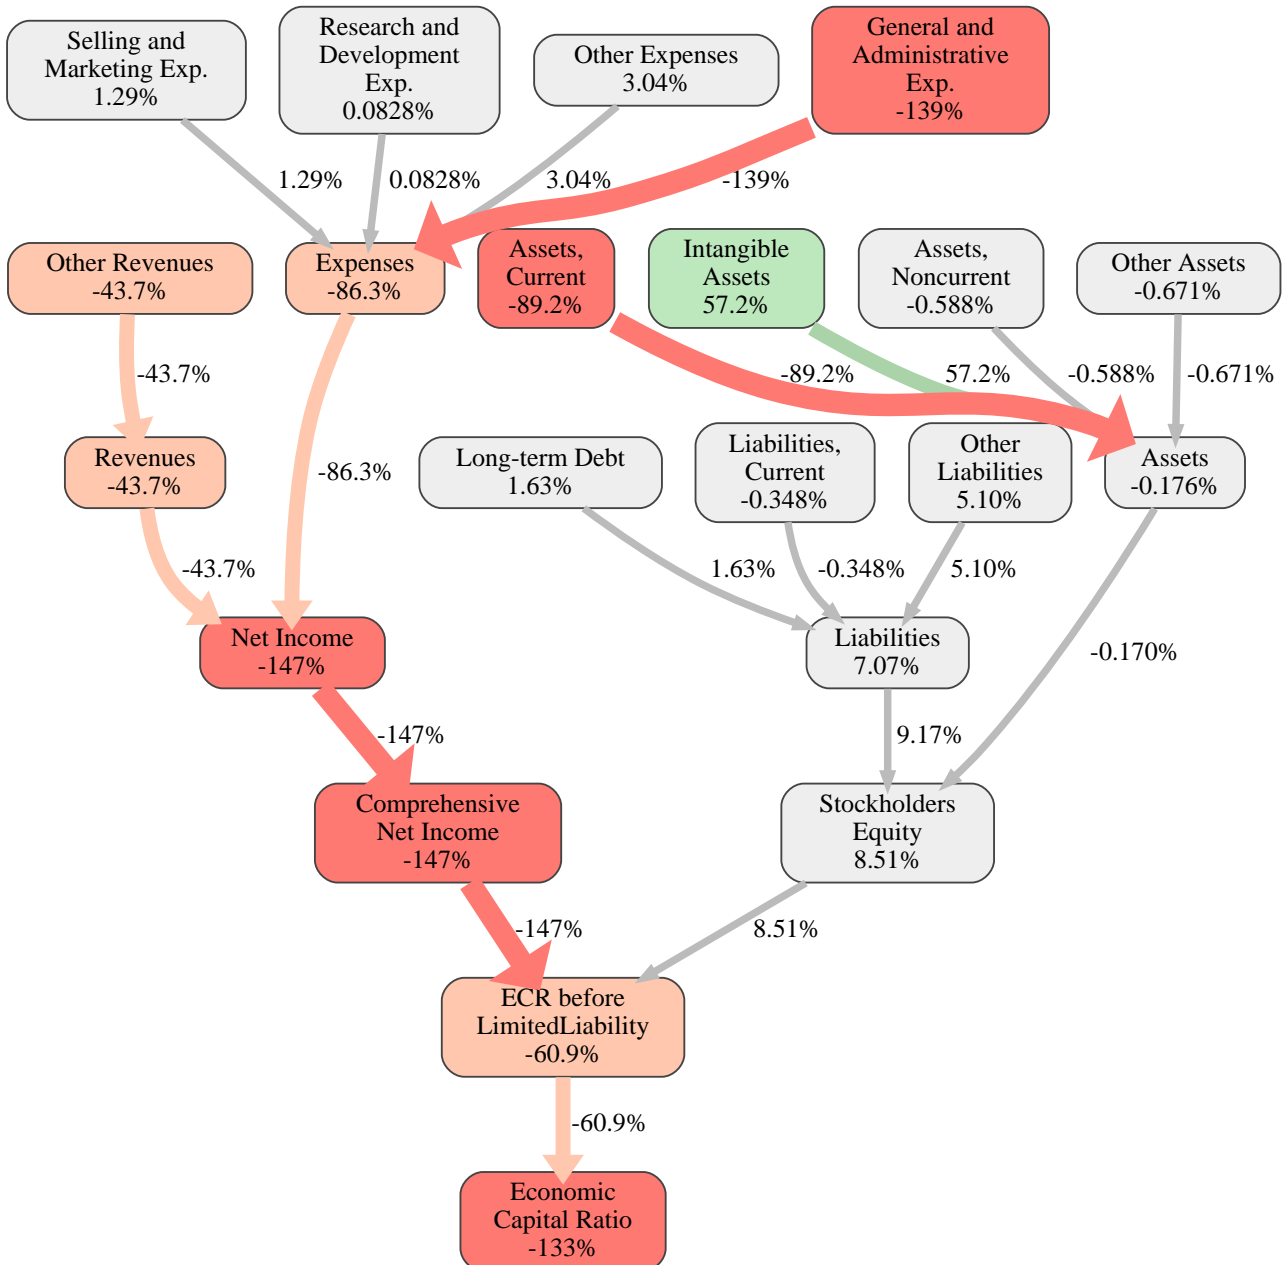 Selling and
Marketing Exp.
1.29%
Research and
Development
Exp.
0.0828%
Other Expenses
3.04%
General and
Administrative
Exp.
-139%
1.29%
0.0828%
3.04%
-139%
Other Revenues
-43.7%
Expenses
-86.3%
Assets,
Current
-89.2%
Intangible
Assets
57.2%
Assets,
Noncurrent
-0.588%
Other Assets
-0.671%
-43.7%
-89.2%
57.2%
-0.588%
-0.671%
Revenues
-43.7%
-86.3%
Long-term Debt
1.63%
Liabilities,
Current
-0.348%
Other
Liabilities
5.10%
Assets
-0.176%
-43.7%
1.63%
-0.348%
5.10%
Net Income
-147%
Liabilities
7.07%
-0.170%
-147%
9.17%
Comprehensive
Net Income
-147%
Stockholders
Equity
8.51%
-147%
8.51%
ECR before
LimitedLiability
-60.9%
-60.9%
Economic
Capital Ratio
-133%